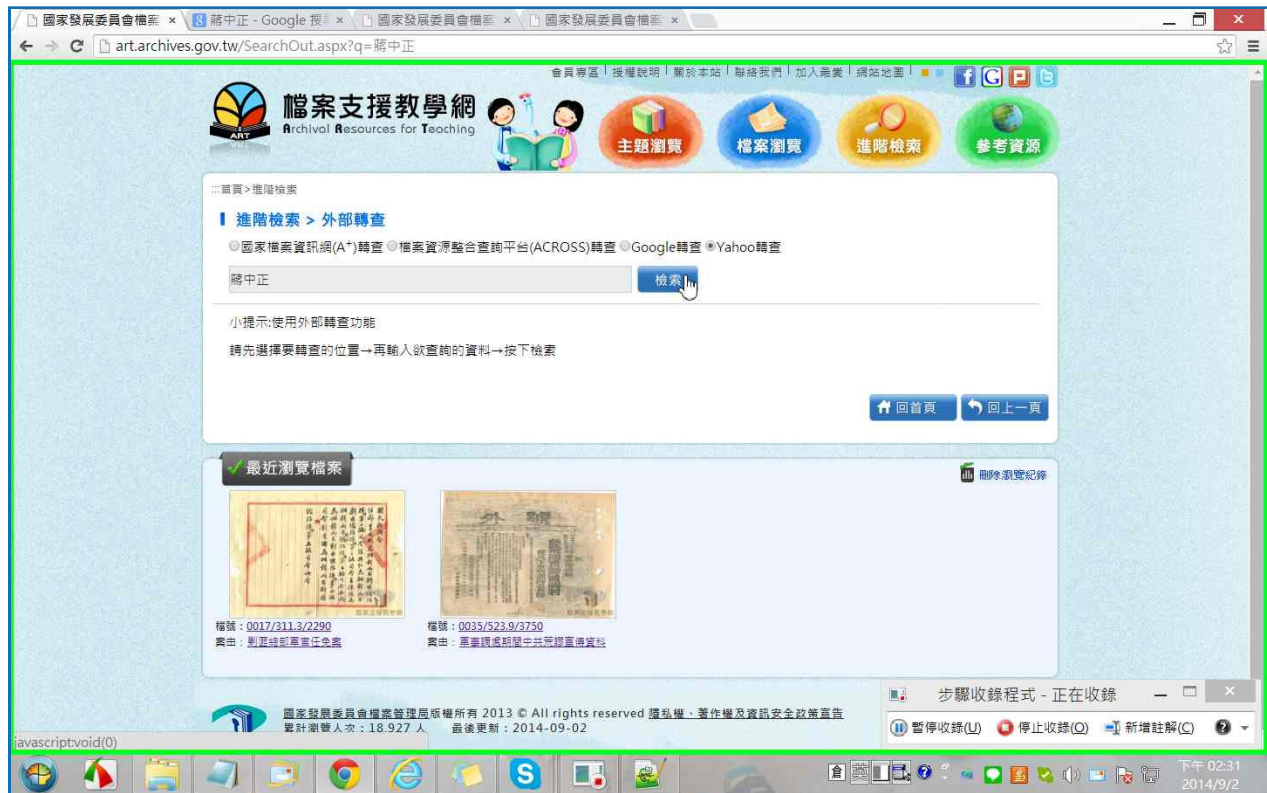 國家發展委員會檔案 × 蔣中正 - Google 搜 × 國家發展委員會檔案 × 國家發展委員會檔案 ×
art.archives.gov.tw/SearchOut.aspx?q=蔣中正
會員專區 | 授權說明 | 關於本站 | 聯絡我們 | 加入最愛 | 網站地圖 |
檔案支援教學網
Archival Resources for Teaching
ART
主題瀏覽 檔案瀏覽 進階檢索 參考資源
:::首頁>進階檢索
進階檢索 > 外部轉查
國家檔案資訊網(A⁺)轉查 檔案資源整合查詢平台(ACROSS)轉查 Google轉查 Yahoo轉查
蔣中正 檢索
小提示:使用外部轉查功能
請先選擇要轉查的位置→再輸入欲查詢的資料→按下檢索
回首頁 回上一頁
最近瀏覽檔案 刪除瀏覽紀錄
外 號
檔號：0017/311.3/2290 檔號：0035/523.9/3750
案由：剿匪總部軍官任免案 案由：軍事調處期間中共荒謬宣傳資料
步驟收錄程式 - 正在收錄
暫停收錄(U) 停止收錄(O) 新增註解(C)
國家發展委員會檔案管理局版權所有 2013 © All rights reserved 隱私權、著作權及資訊安全政策宣告
累計瀏覽人次：18,927 人 最後更新：2014-09-02
javascript:void(0)
倉 英
下午 02:31
2014/9/2